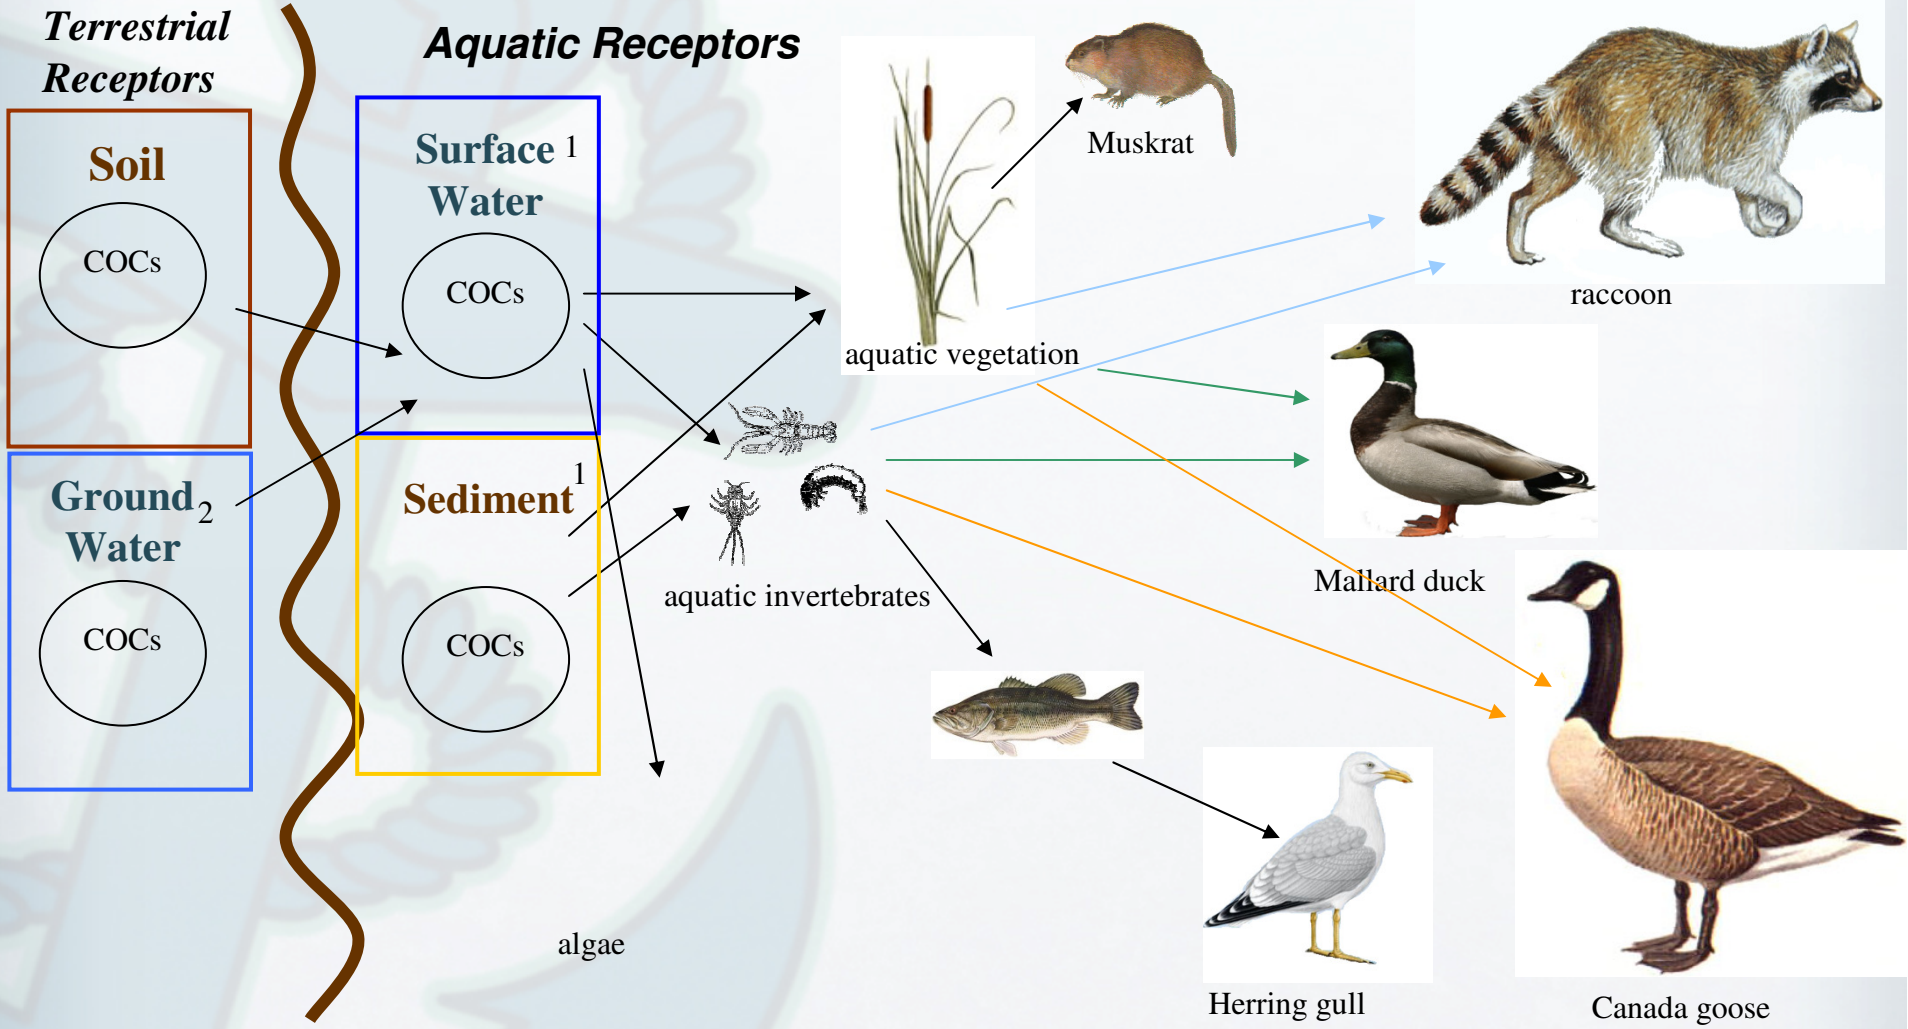 Terrestrial
Receptors
Aquatic Receptors
Soil
COCs
Ground 2
Water
COCs
Surface 1
Water
COCs
Sediment 1
COCs
Muskrat
raccoon
aquatic vegetation
Mallard duck
aquatic invertebrates
algae
Herring gull
Canada goose